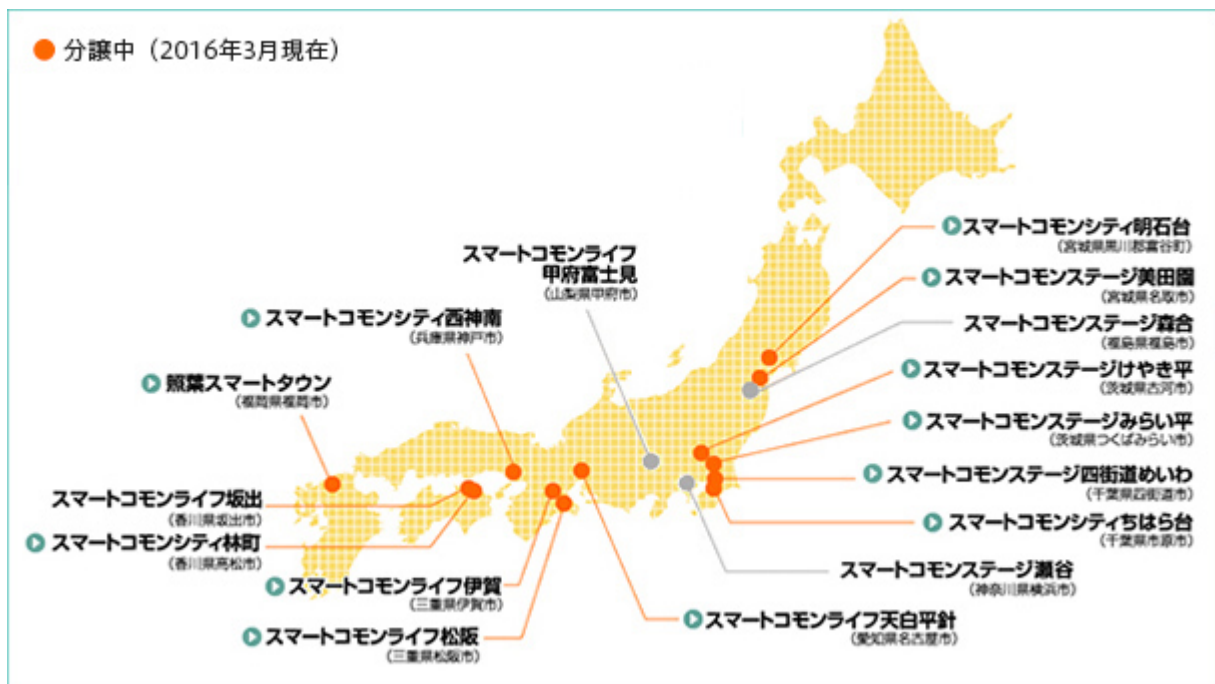 分譲中（2016年3月現在）
スマートコモンシティ明石台
（宮城県黒川郡富谷町）
スマートコモンライフ
甲府富士見
（山梨県甲府市）
スマートコモンステージ美田園
（宮城県名取市）
スマートコモンシティ西神南
（兵庫県神戸市）
スマートコモンステージ森合
（福島県福島市）
スマートコモンステージけやき平
（茨城県古河市）
照葉スマートタウン
（福岡県福岡市）
スマートコモンステージみらい平
（茨城県つくばみらい市）
スマートコモンステージ四街道めいわ
（千葉県四街道市）
スマートコモンライフ坂出
（香川県坂出市）
スマートコモンシティちはら台
（千葉県市原市）
スマートコモンシティ林町
（香川県高松市）
スマートコモンステージ瀬谷
（神奈川県横浜市）
スマートコモンライフ伊賀
（三重県伊賀市）
スマートコモンライフ天白平針
（愛知県名古屋市）
スマートコモンライフ松阪
（三重県松阪市）